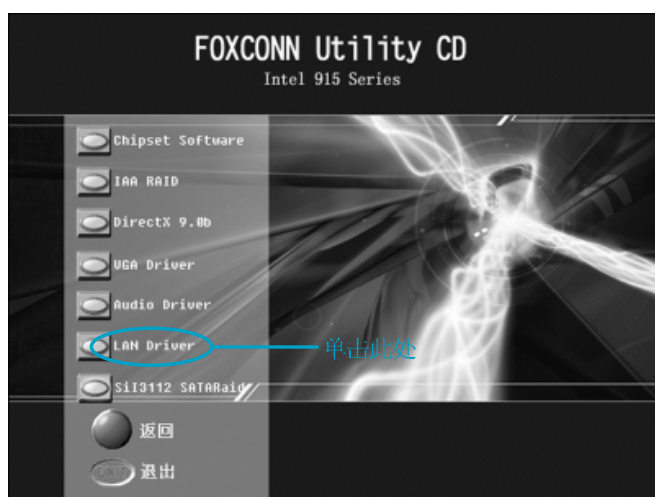 FOXCONN Utility CD
Intel 915 Series
Chipset Software
IAA RAID
DirectX 9.0b
VGA Driver
Audio Driver
LAN Driver
单击此处
SiI3112 SATARaid
返回
EXIT 退出